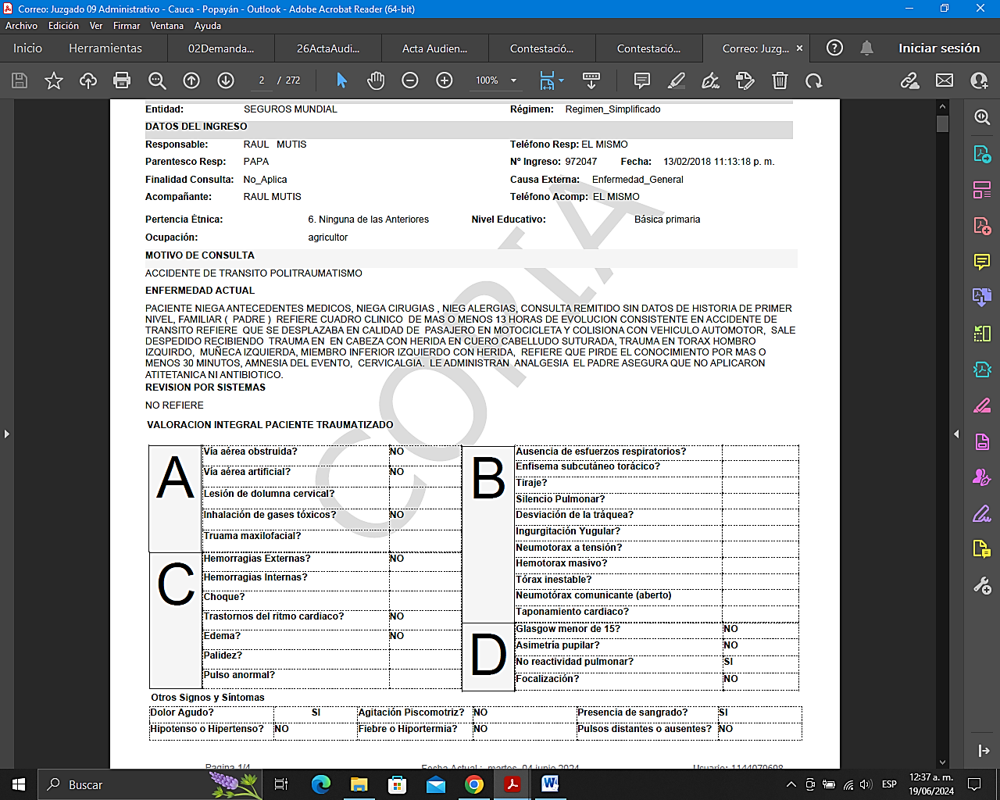 Correo: Juzgado 09 Administrativo - Cauca - Popayán - Outlook - Adobe Acrobat Reader (64-bit)
Archivo Edición Ver Firmar Ventana Ayuda
Inicio Herramientas 02Demanda... 26ActaAudi... Acta Audien... Contestació... Contestació... Correo: Juzg... × Iniciar sesión
2 / 272 100%
Entidad: SEGUROS MUNDIAL Régimen: Regimen_Simplificado
DATOS DEL INGRESO
Responsable: RAUL MUTIS Teléfono Resp: EL MISMO
Parentesco Resp: PAPA Nº Ingreso: 972047 Fecha: 13/02/2018 11:13:18 p. m.
Finalidad Consulta: No_Aplica Causa Externa: Enfermedad_General
Acompañante: RAUL MUTIS Teléfono Acomp: EL MISMO
Pertencia Étnica: 6. Ninguna de las Anteriores Nivel Educativo: Básica primaria
Ocupación: agricultor
MOTIVO DE CONSULTA
ACCIDENTE DE TRANSITO POLITRAUMATISMO
ENFERMEDAD ACTUAL
PACIENTE NIEGA ANTECEDENTES MEDICOS, NIEGA CIRUGIAS , NIEG ALERGIAS, CONSULTA REMITIDO SIN DATOS DE HISTORIA DE PRIMER
NIVEL, FAMILIAR ( PADRE ) REFIERE CUADRO CLINICO DE MAS O MENOS 13 HORAS DE EVOLUCION CONSISTENTE EN ACCIDENTE DE
TRANSITO REFIERE QUE SE DESPLAZABA EN CALIDAD DE PASAJERO EN MOTOCICLETA Y COLISIONA CON VEHICULO AUTOMOTOR, SALE
DESPEDIDO RECIBIENDO TRAUMA EN EN CABEZA CON HERIDA EN CUERO CABELLUDO SUTURADA, TRAUMA EN TORAX HOMBRO
IZQUIRDO, MUÑECA IZQUIERDA, MIEMBRO INFERIOR IZQUIERDO CON HERIDA, REFIERE QUE PIRDE EL CONOCIMIENTO POR MAS O
MENOS 30 MINUTOS, AMNESIA DEL EVENTO, CERVICALGIA. LE ADMINISTRAN ANALGESIA EL PADRE ASEGURA QUE NO APLICARON
ATITETANICA NI ANTIBIOTICO.
REVISION POR SISTEMAS
NO REFIERE
VALORACION INTEGRAL PACIENTE TRAUMATIZADO
COPIA
A
Vía aérea obstruida? NO
Vía aérea artificial? NO
Lesión de dolumna cervical?
Inhalación de gases tóxicos? NO
Truama maxilofacial?
B
Ausencia de esfuerzos respiratorios?
Enfisema subcutáneo torácico?
Tiraje?
Silencio Pulmonar?
Desviación de la tráquea?
Ingurgitación Yugular?
Neumotorax a tensión?
Hemotorax masivo?
Tórax inestable?
Neumotórax comunicante (aberto)
Taponamiento cardiaco?
C
Hemorragias Externas? NO
Hemorragias Internas?
Choque?
Trastornos del ritmo cardiaco? NO
Edema? NO
Palidez?
Pulso anormal?
D
Glasgow menor de 15? NO
Asimetría pupilar? NO
No reactividad pulmonar? SI
Focalización? NO
Otros Signos y Síntomas
Dolor Agudo? SI Agitación Piscomotriz? NO Presencia de sangrado? SI
Hipotenso o Hipertenso? NO Fiebre o Hiportermia? NO Pulsos distantes o ausentes? NO
Pagina 1/4 Fecha Actual : martes, 04 junio 2024 Usuario: 1144070698
Buscar ESP 12:37 a. m.
19/06/2024